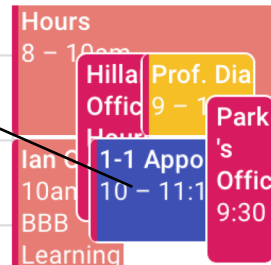 Hours
8 – 10am
Hilla
Offic
Hour
Prof. Dia
9 – 1
Park
's
Offic
9:30
Ian
10an
BBB
Learning
1-1 Appo
10 – 11:1